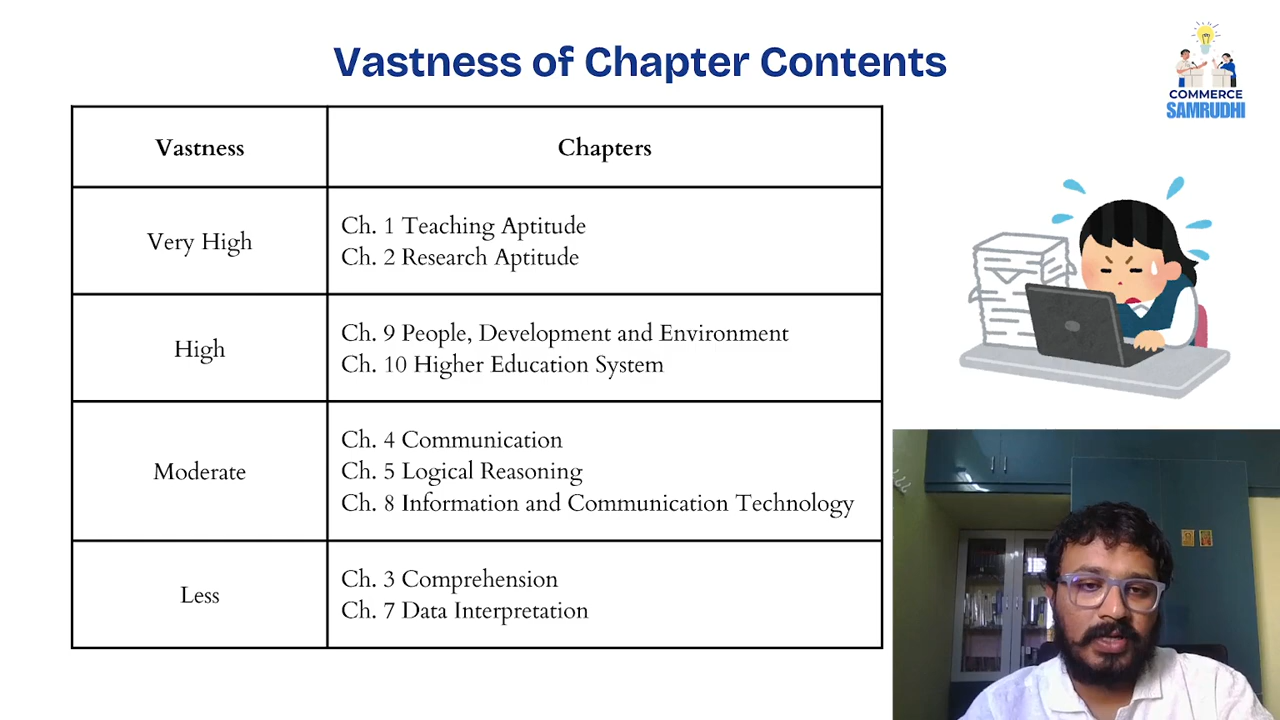 Vastness of Chapter Contents
COMMERCE
SAMRUDHI
Vastness
Chapters
Very High
Ch. 1 Teaching Aptitude
Ch. 2 Research Aptitude
High
Ch. 9 People, Development and Environment
Ch. 10 Higher Education System
Moderate
Ch. 4 Communication
Ch. 5 Logical Reasoning
Ch. 8 Information and Communication Technology
Less
Ch. 3 Comprehension
Ch. 7 Data Interpretation